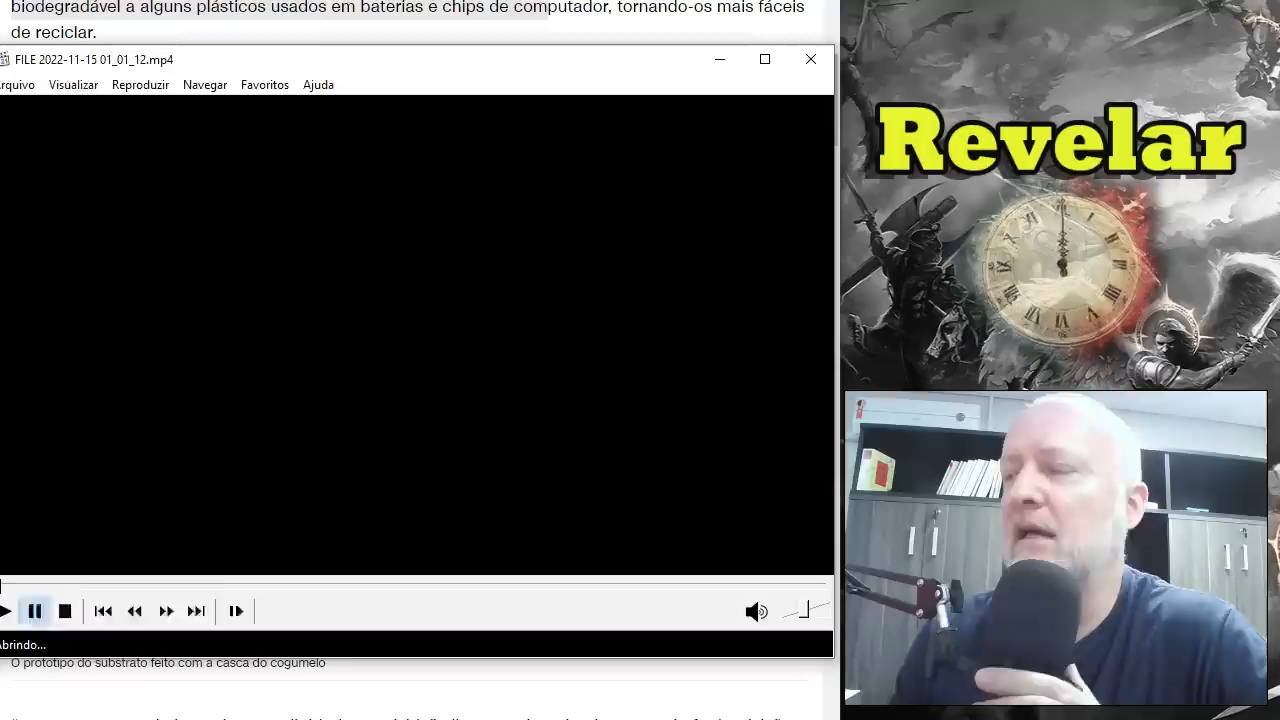 biodegradável a alguns plásticos usados em baterias e chips de computador, tornando-os mais fáceis
de reciclar.
FILE 2022-11-15 01_01_12.mp4
rquivo Visualizar Reproduzir Navegar Favoritos Ajuda
Revelar
Abrindo...
O protótipo do substrato feito com a casca do cogumelo